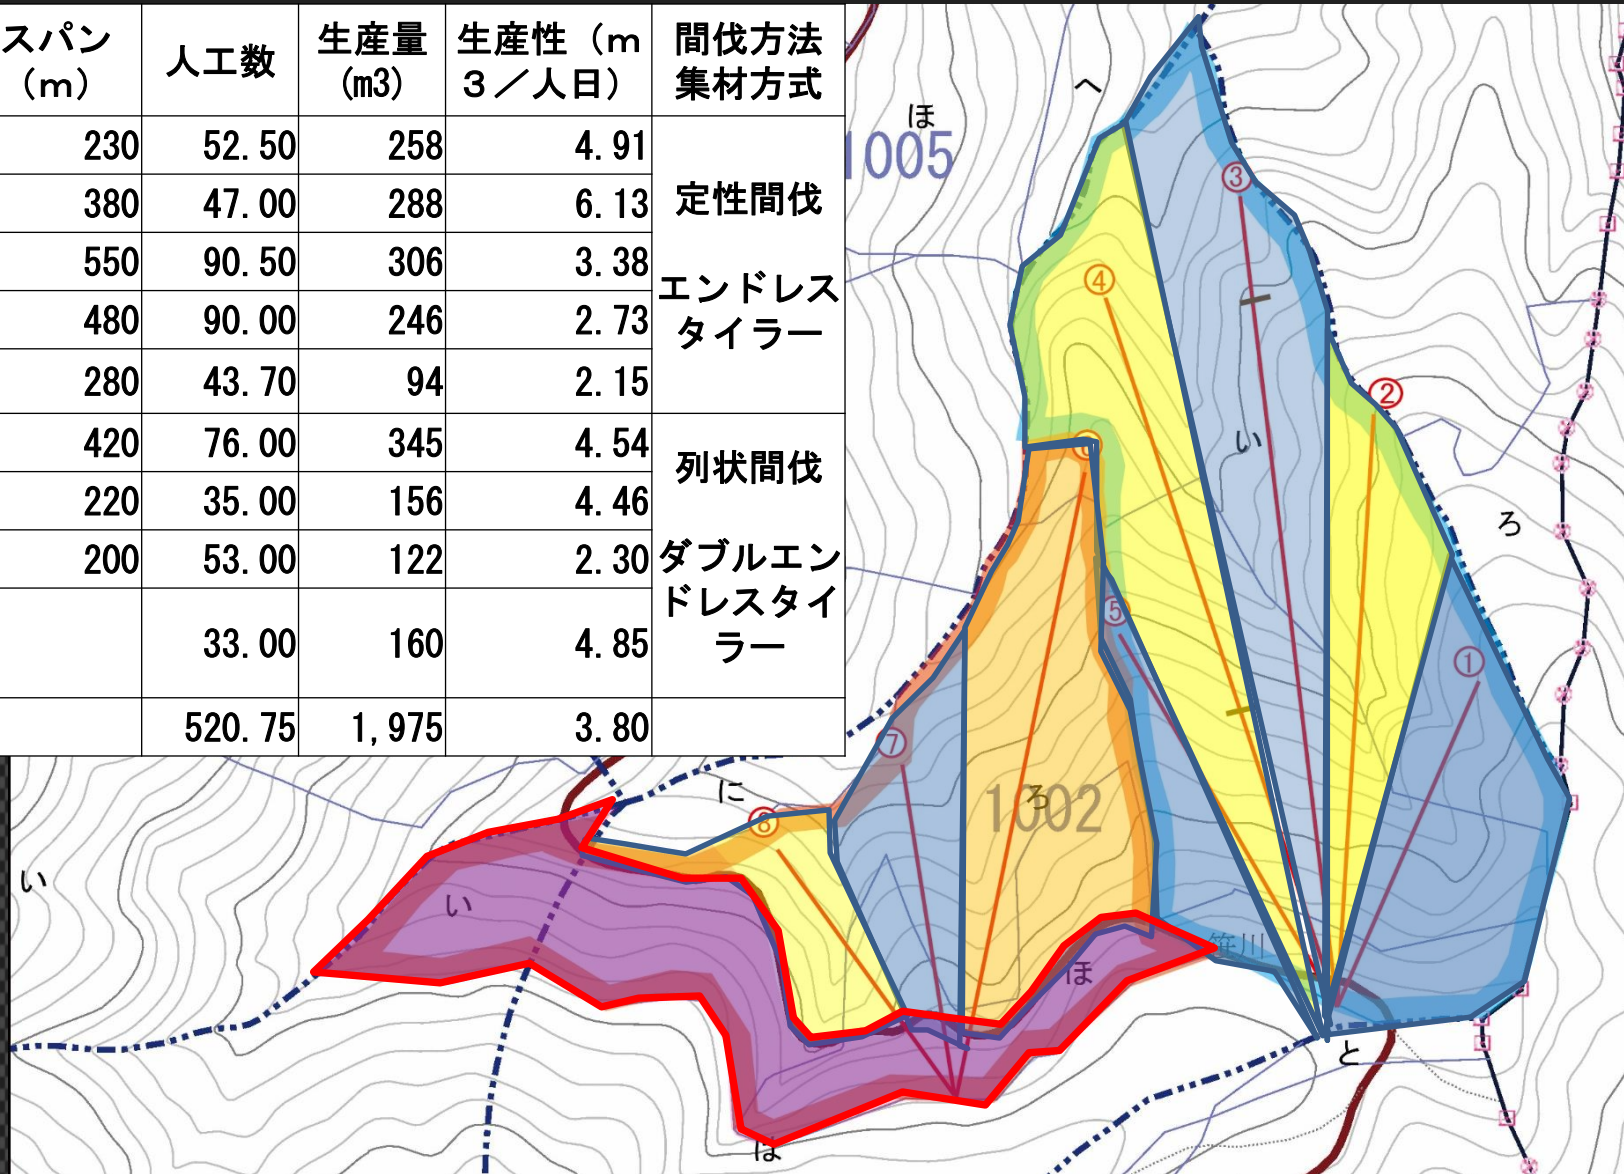 スパン
（ｍ）
人工数
生産量
(m3)
生産性（ｍ
３／人日）
間伐方法
集材方式
230 52.50 258 4.91
380 47.00 288 6.13
550 90.50 306 3.38
480 90.00 246 2.73
280 43.70 94 2.15
定性間伐
エンドレス
タイラー
420 76.00 345 4.54
220 35.00 156 4.46
200 53.00 122 2.30
33.00 160 4.85
列状間伐
ダブルエン
ドレスタイ
ラー
520.75 1,975 3.80
へ
ほ
1005
③
④
②
い
ろ
⑥
⑤
①
⑦
に
⑧
1002
ろ
い
い
笹川
ほ
と
は